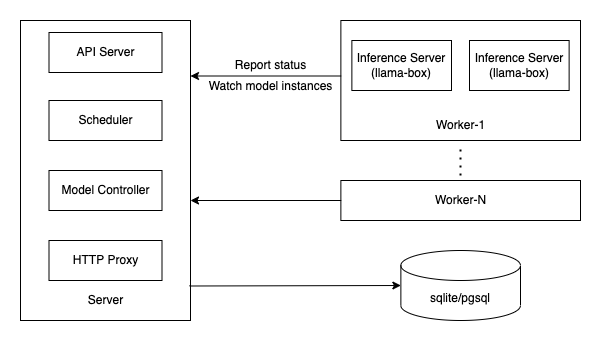 API Server
Scheduler
Model Controller
HTTP Proxy
Server
Report status
Watch model instances
Inference Server
(llama-box)
Inference Server
(llama-box)
Worker-1
Worker-N
sqlite/pgsql